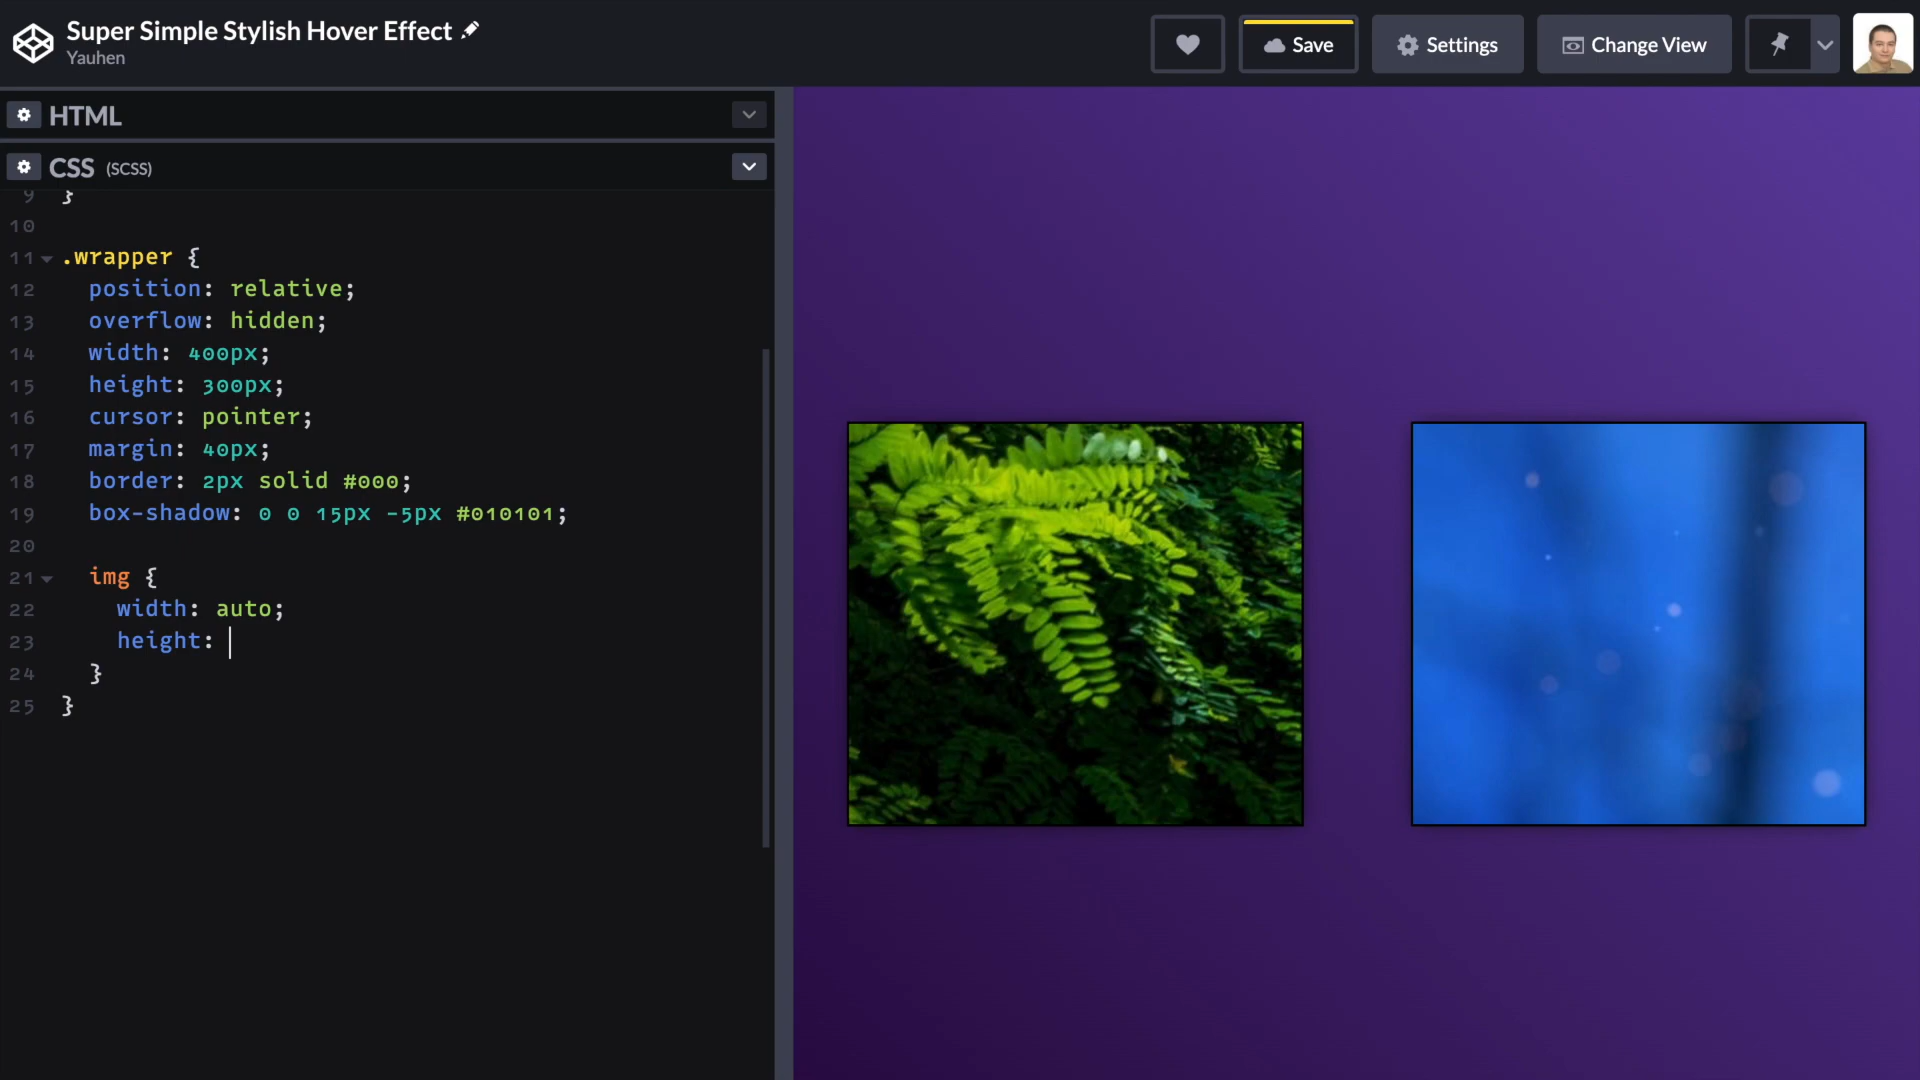 Super Simple Stylish Hover Effect
Yauhen
Save
Settings
Change View
HTML
CSS (SCSS)
9 }
10
11 .wrapper {
12 position: relative;
13 overflow: hidden;
14 width: 400px;
15 height: 300px;
16 cursor: pointer;
17 margin: 40px;
18 border: 2px solid #000;
19 box-shadow: 0 0 15px -5px #010101;
20
21 img {
22 width: auto;
23 height:
24 }
25 }